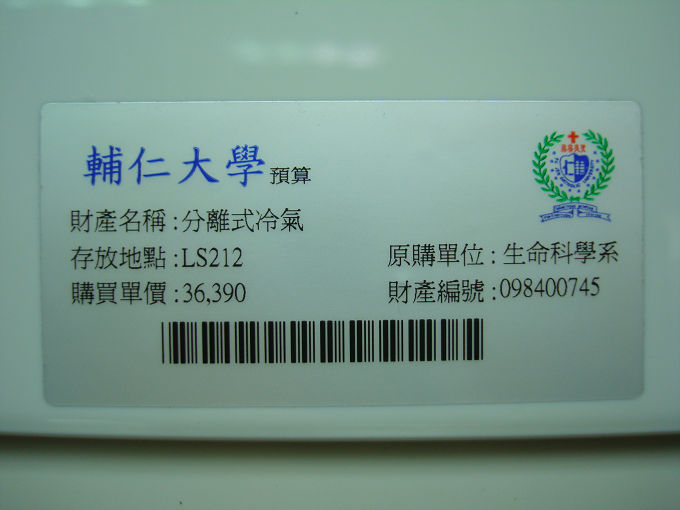 輔仁大學 預算
財產名稱:分離式冷氣
存放地點:LS212 原購單位:生命科學系
購買單價:36,390 財產編號:098400745